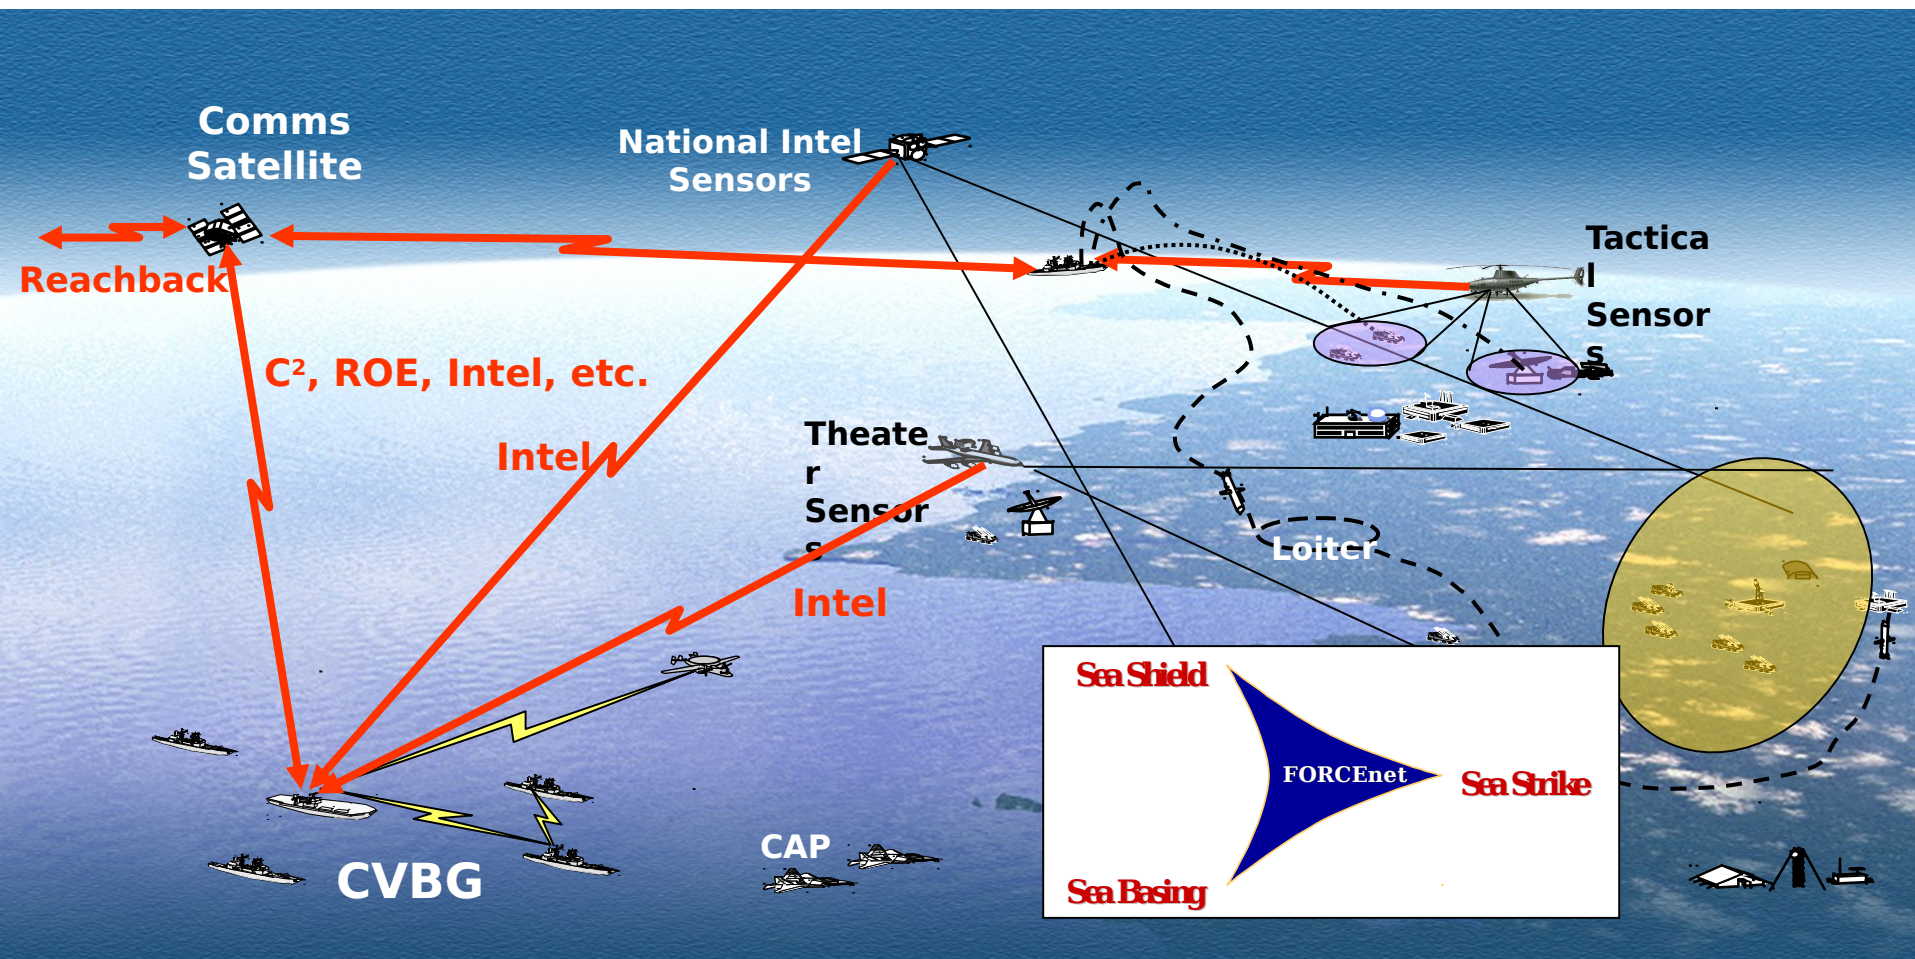 Comms
Satellite
National Intel
Sensors
Reachback
Tactica
l
Sensor
s
C², ROE, Intel, etc.
Intel
Theate
r
Sensor
s
Loiter
Intel
Sea Shield
FORCEnet
Sea Strike
Sea Basing
CAP
CVBG